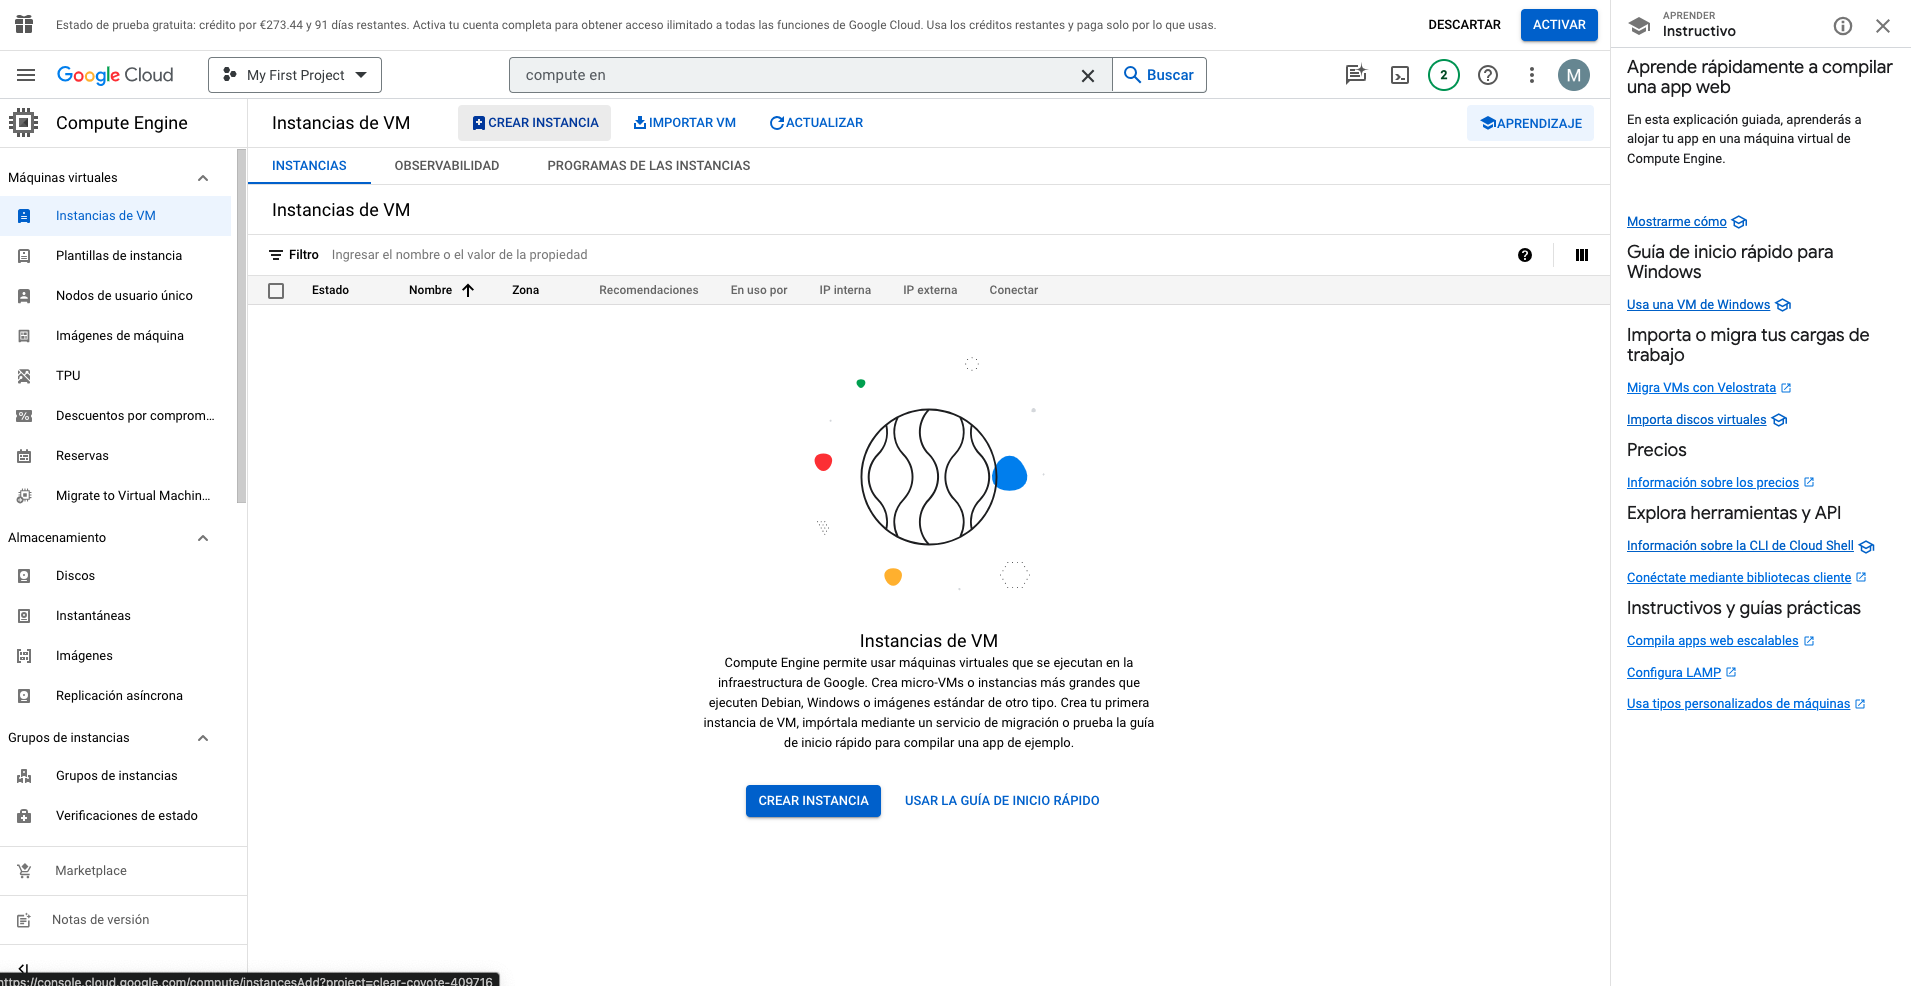 Estado de prueba gratuita: crédito por €273.44 y 91 días restantes. Activa tu cuenta completa para obtener acceso ilimitado a todas las funciones de Google Cloud. Usa los créditos restantes y paga solo por lo que usas.
DESCARTAR
ACTIVAR
Google Cloud
My First Project
compute en
Buscar
2
M
Compute Engine
Máquinas virtuales
Instancias de VM
Plantillas de instancia
Nodos de usuario único
Imágenes de máquina
TPU
Descuentos por comprom...
Reservas
Migrate to Virtual Machin...
Almacenamiento
Discos
Instantáneas
Imágenes
Replicación asíncrona
Grupos de instancias
Grupos de instancias
Verificaciones de estado
Marketplace
Notas de versión
https://console.cloud.google.com/compute/instancesAdd?project=clear-coyote-409716
Instancias de VM
CREAR INSTANCIA
IMPORTAR VM
ACTUALIZAR
APRENDIZAJE
INSTANCIAS
OBSERVABILIDAD
PROGRAMAS DE LAS INSTANCIAS
Instancias de VM
Filtro
Ingresar el nombre o el valor de la propiedad
Estado
Nombre
Zona
Recomendaciones
En uso por
IP interna
IP externa
Conectar
Instancias de VM
Compute Engine permite usar máquinas virtuales que se ejecutan en la
infraestructura de Google. Crea micro-VMs o instancias más grandes que
ejecuten Debian, Windows o imágenes estándar de otro tipo. Crea tu primera
instancia de VM, impórtala mediante un servicio de migración o prueba la guía
de inicio rápido para compilar una app de ejemplo.
CREAR INSTANCIA
USAR LA GUÍA DE INICIO RÁPIDO
APRENDER
Instructivo
Aprende rápidamente a compilar
una app web
En esta explicación guiada, aprenderás a
alojar tu app en una máquina virtual de
Compute Engine.
Mostrarme cómo
Guía de inicio rápido para
Windows
Usa una VM de Windows
Importa o migra tus cargas de
trabajo
Migra VMs con Velostrata
Importa discos virtuales
Precios
Información sobre los precios
Explora herramientas y API
Información sobre la CLI de Cloud Shell
Conéctate mediante bibliotecas cliente
Instructivos y guías prácticas
Compila apps web escalables
Configura LAMP
Usa tipos personalizados de máquinas